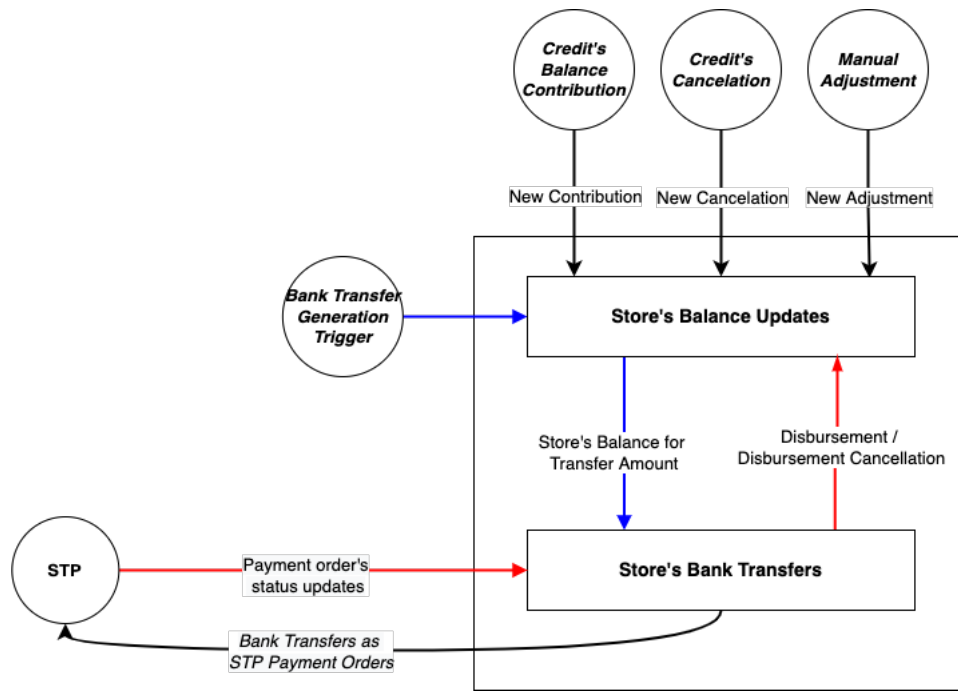 Credit's
Balance
Contribution
Credit's
Cancelation
Manual
Adjustment
New Contribution
New Cancelation
New Adjustment
Bank Transfer
Generation
Trigger
Store's Balance Updates
Store's Balance for
Transfer Amount
Disbursement /
Disbursement Cancellation
STP
Payment order's
status updates
Store's Bank Transfers
Bank Transfers as
STP Payment Orders